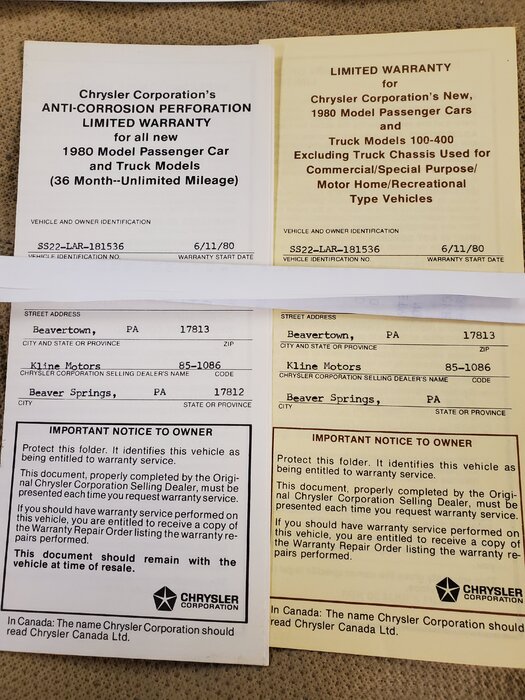 Chrysler Corporation's
ANTI-CORROSION PERFORATION
LIMITED WARRANTY
for all new
1980 Model Passenger Car
and Truck Models
(36 Month--Unlimited Mileage)
VEHICLE AND OWNER IDENTIFICATION
SS22-LAR-181536 6/11/80
VEHICLE IDENTIFICATION NO. WARRANTY START DATE
STREET ADDRESS
Beavertown, PA 17813
CITY AND STATE OR PROVINCE ZIP
Kline Motors 85-1086
CHRYSLER CORPORATION SELLING DEALER'S NAME CODE
Beaver Springs, PA 17812
CITY STATE OR PROVINCE
IMPORTANT NOTICE TO OWNER
Protect this folder. It identifies this vehicle as
being entitled to warranty service.
This document, properly completed by the Origi-
nal Chrysler Corporation Selling Dealer, must be
presented each time you request warranty service.
If you should have warranty service performed on
this vehicle, you are entitled to receive a copy of
the Warranty Repair Order listing the warranty re-
pairs performed.
This document should remain with the
vehicle at time of resale.
CHRYSLER
CORPORATION
In Canada: The name Chrysler Corporation should
read Chrysler Canada Ltd.
LIMITED WARRANTY
for
Chrysler Corporation's New,
1980 Model Passenger Cars
and
Truck Models 100-400
Excluding Truck Chassis Used for
Commercial/Special Purpose/
Motor Home/Recreational
Type Vehicles
VEHICLE AND OWNER IDENTIFICATION
SS22-LAR-181536 6/11/80
VEHICLE IDENTIFICATION NO. WARRANTY START DATE
STREET ADDRESS
Beavertown, PA 17813
CITY AND STATE OR PROVINCE ZIP
Kline Motors 85-1086
CHRYSLER CORPORATION SELLING DEALER'S NAME CODE
Beaver Springs, PA
CITY STATE OR PROVINCE
IMPORTANT NOTICE TO OWNER
Protect this folder. It identifies this vehicle as
being entitled to warranty service.
This document, properly completed by the Origi-
nal Chrysler Corporation Selling Dealer, must be
presented each time you request warranty service.
If you should have warranty service performed on
this vehicle, you are entitled to receive a copy of
the Warranty Repair Order listing the warranty re-
pairs performed.
CHRYSLER
CORPORATION
In Canada: The name Chrysler Corporation should
read Chrysler Canada Ltd.